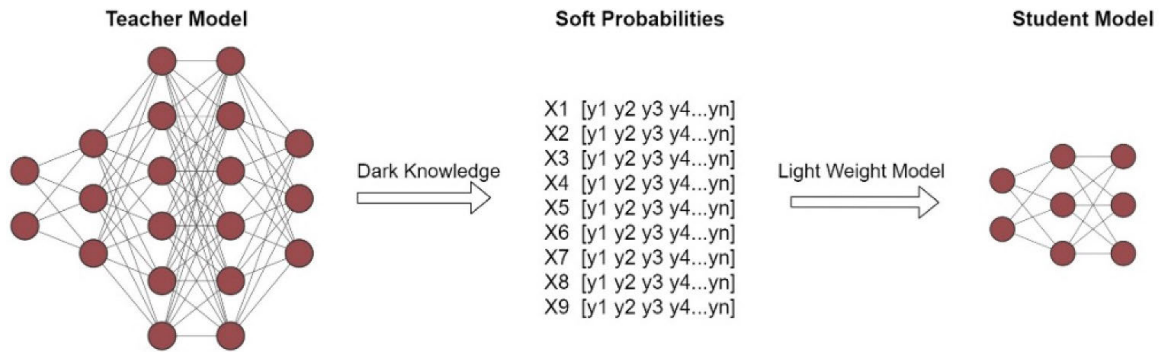 Teacher Model
Soft Probabilities
Student Model
Dark Knowledge
X1 [y1 y2 y3 y4...yn]
X2 [y1 y2 y3 y4...yn]
X3 [y1 y2 y3 y4...yn]
X4 [y1 y2 y3 y4...yn]
X5 [y1 y2 y3 y4...yn]
X6 [y1 y2 y3 y4...yn]
X7 [y1 y2 y3 y4...yn]
X8 [y1 y2 y3 y4...yn]
X9 [y1 y2 y3 y4...yn]
Light Weight Model